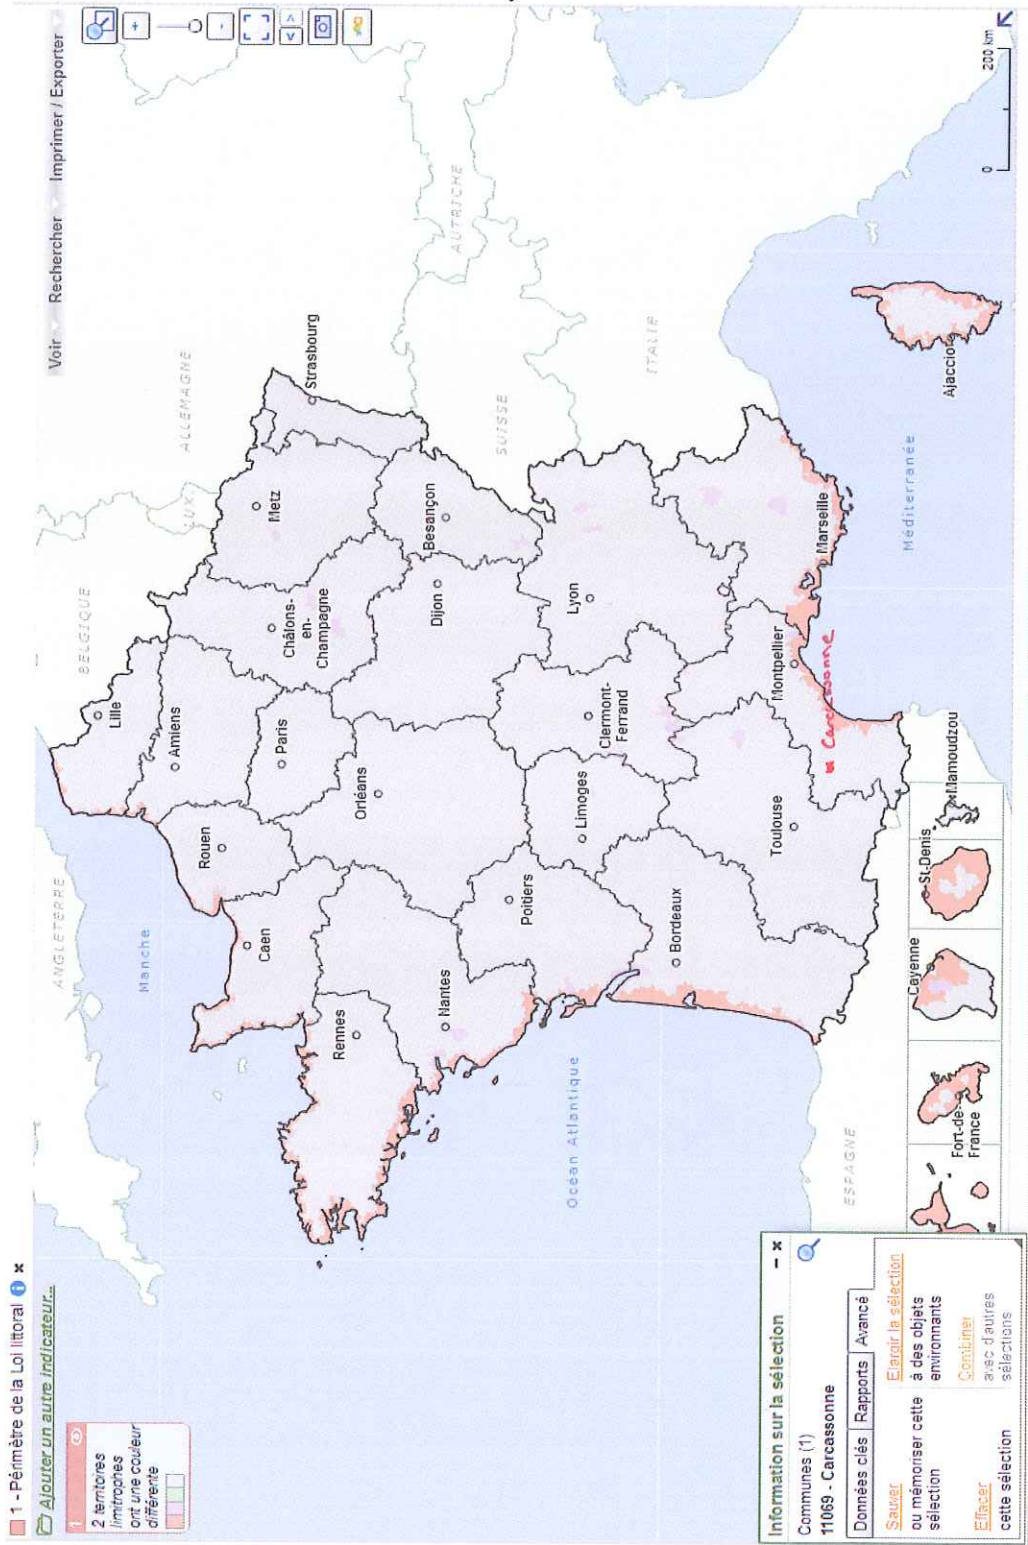 1 - Périmètre de la Loi littoral
Ajouter un autre indicateur...
Voir Rechercher Imprimer / Exporter
1
2 territoires
limitrophes
ont une couleur
différente
ANGLETERRE
BELGIQUE
LUX.
ALLEMAGNE
AUTRICHE
SUISSE
ITALIE
ESPAGNE
Manche
Océan Atlantique
Méditerranée
Lille
Amiens
Rouen
Caen
Paris
Metz
Strasbourg
Châlons-
en-
Champagne
Rennes
Orléans
Nantes
Dijon
Besançon
Poitiers
Limoges
Clermont-
Ferrand
Lyon
Bordeaux
Toulouse
Montpellier
Marseille
Carcassonne
Ajaccio
Fort-de-
France
Cayenne
St-Denis
Mamoudzou
0 200 km
Information sur la sélection
Communes (1)
11069 - Carcassonne
Données clés Rapports Avancé
Sauver
ou mémoriser cette
sélection
Effacer
cette sélection
Elargir la sélection
à des objets
environnants
Combiner
avec d'autres
sélections